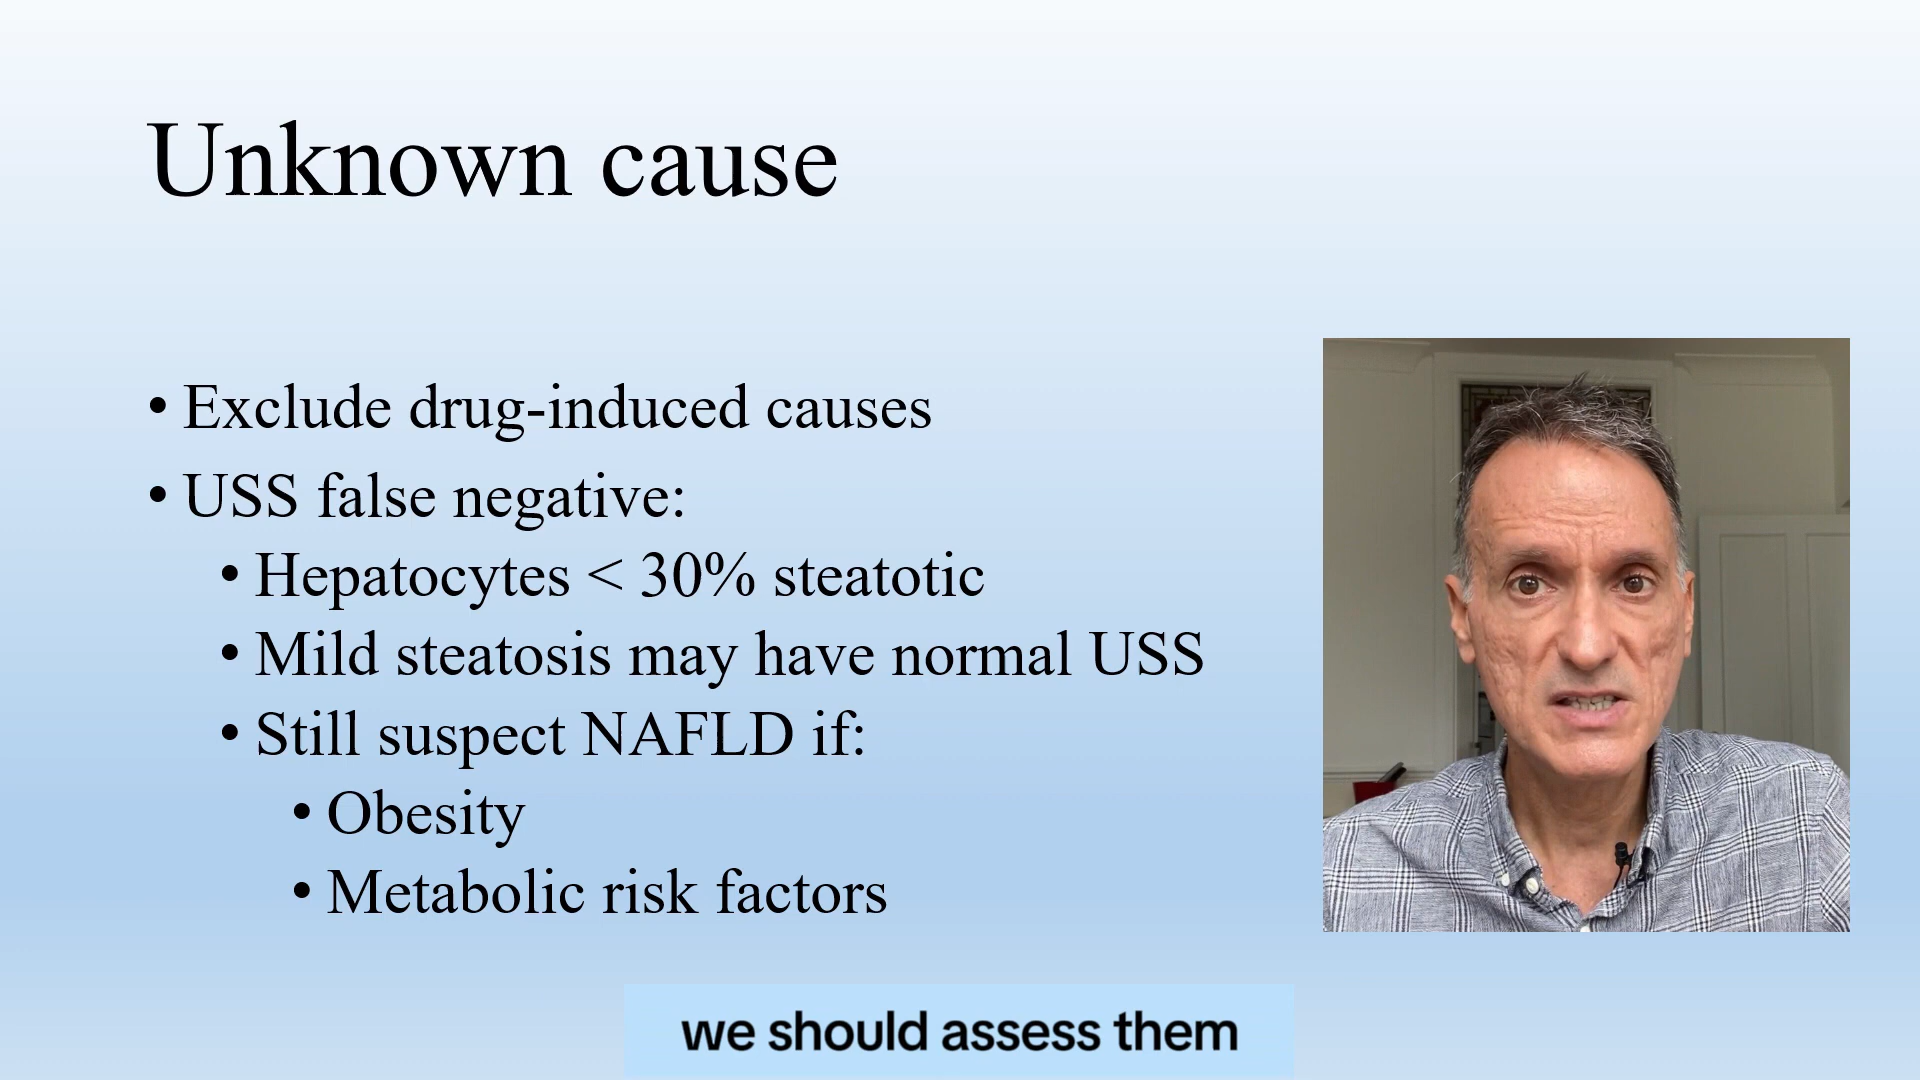 Unknown cause
• Exclude drug-induced causes
• USS false negative:
• Hepatocytes < 30% steatotic
• Mild steatosis may have normal USS
• Still suspect NAFLD if:
• Obesity
• Metabolic risk factors
we should assess them